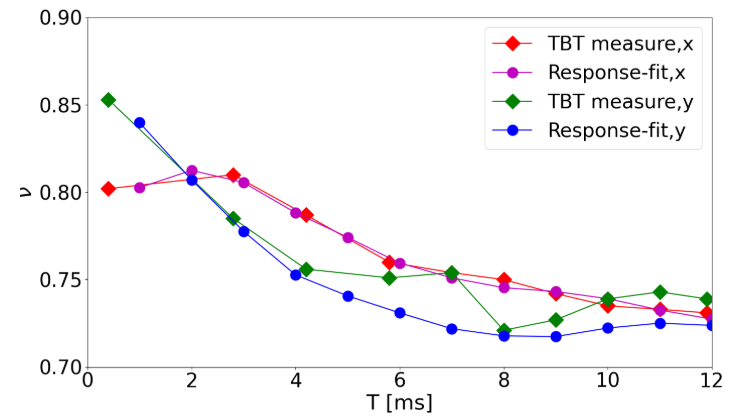 0.90
TBT measure,x
Response-fit,x
TBT measure,y
Response-fit,y
0.85
0.80
ν
0.75
0.70
0 2 4 6 8 10 12
T [ms]